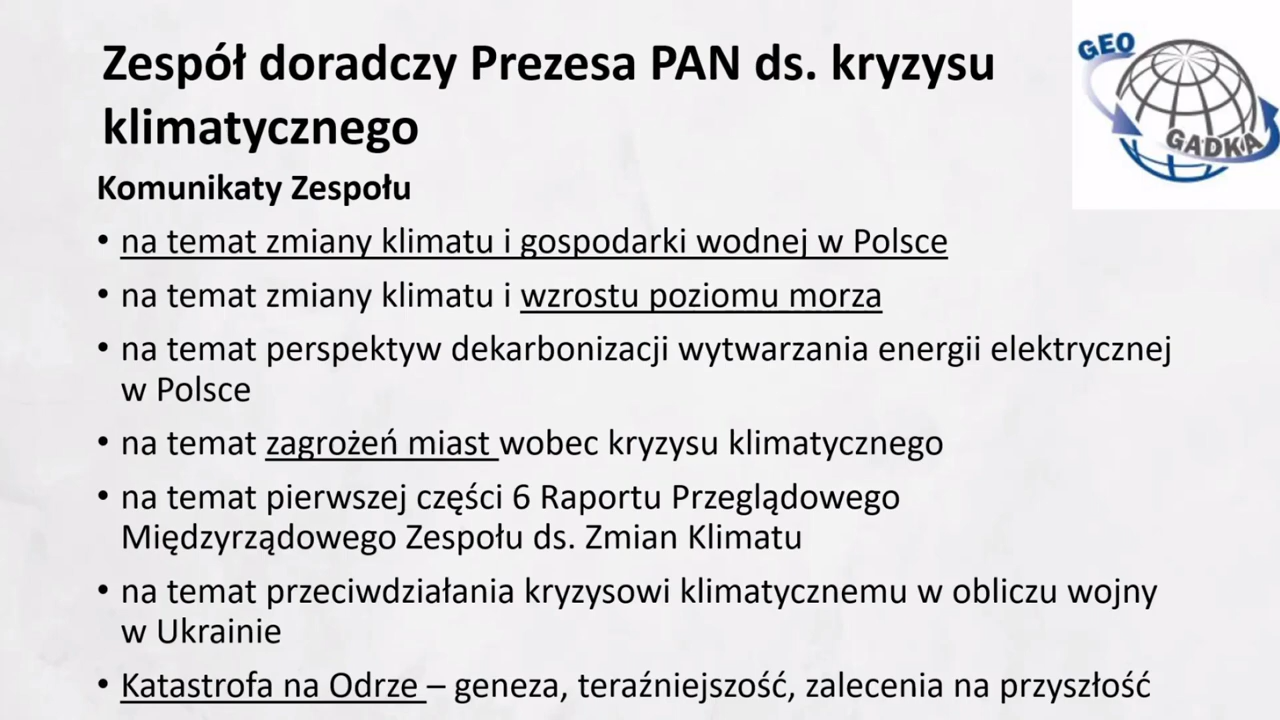 Zespół doradczy Prezesa PAN ds. kryzysu
klimatycznego
GEO
GADKA
Komunikaty Zespołu
• na temat zmiany klimatu i gospodarki wodnej w Polsce
• na temat zmiany klimatu i wzrostu poziomu morza
• na temat perspektyw dekarbonizacji wytwarzania energii elektrycznej
w Polsce
• na temat zagrożeń miast wobec kryzysu klimatycznego
• na temat pierwszej części 6 Raportu Przeglądowego
Międzyrządowego Zespołu ds. Zmian Klimatu
• na temat przeciwdziałania kryzysowi klimatycznemu w obliczu wojny
w Ukrainie
• Katastrofa na Odrze – geneza, teraźniejszość, zalecenia na przyszłość